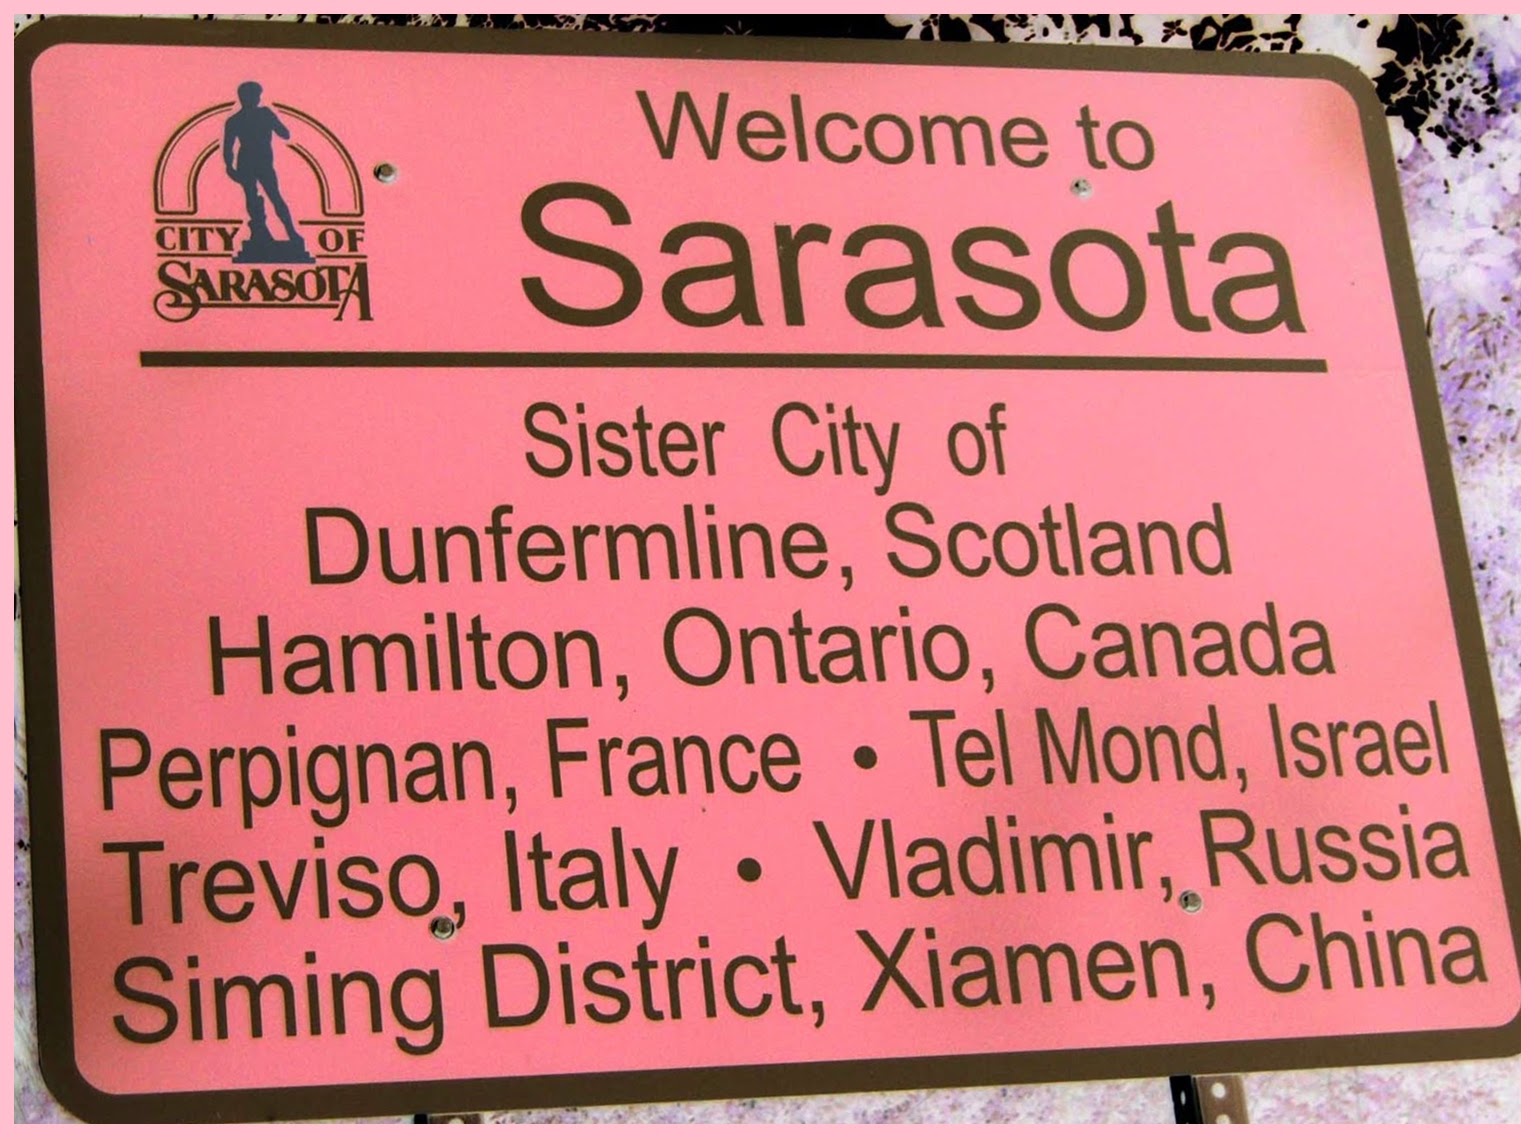 CITY OF
SARASOTA
Welcome to
Sarasota
Sister City of
Dunfermline, Scotland
Hamilton, Ontario, Canada
Perpignan, France • Tel Mond, Israel
Treviso, Italy • Vladimir, Russia
Siming District, Xiamen, China